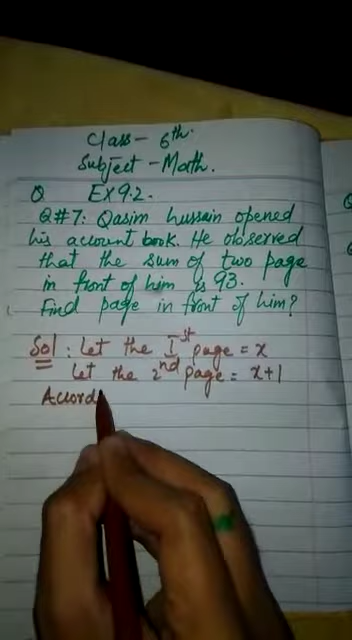 Class - 6th.
Subject - Math.
Q Ex 9.2.
Q#7: Qasim hussain opened
his account book. He observed
that the sum of two page
in front of him is 93.
Find page in front of him?
Sol: Let the Ist page = x
Let the 2nd page = x+1
Accord